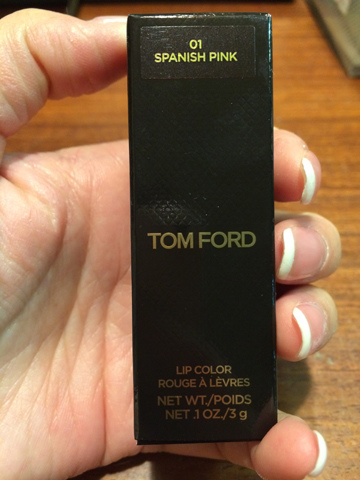 01
SPANISH PINK
TOM FORD
LIP COLOR
ROUGE À LÈVRES
NET WT./POIDS
NET .1 OZ./3 g